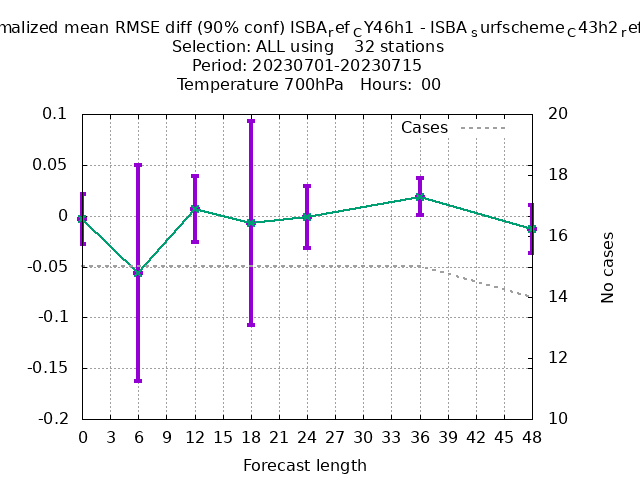 malized mean RMSE diff (90% conf) ISBA_ref_CY46h1 - ISBA_surfscheme_C43h2_ref
Selection: ALL using 32 stations
Period: 20230701-20230715
Temperature 700hPa Hours: 00
Cases
0.1
0.05
0
-0.05
-0.1
-0.15
-0.2
20
18
16
14
12
10
No cases
0 3 6 9 12 15 18 21 24 27 30 33 36 39 42 45 48
Forecast length